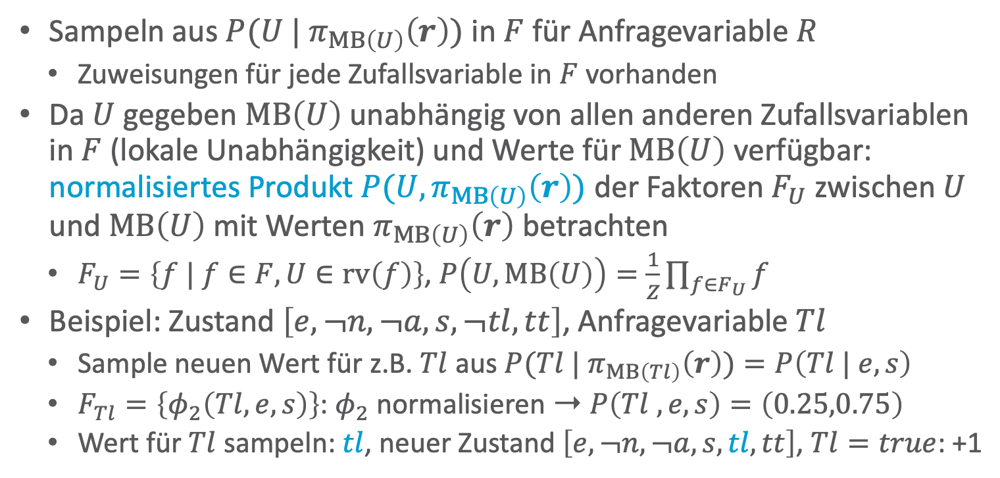 • Sampeln aus P(U | π_MB(U)(r)) in F für Anfragevariable R
• Zuweisungen für jede Zufallsvariable in F vorhanden
• Da U gegeben MB(U) unabhängig von allen anderen Zufallsvariablen
in F (lokale Unabhängigkeit) und Werte für MB(U) verfügbar:
normalisiertes Produkt P(U, π_MB(U)(r)) der Faktoren F_U zwischen U
und MB(U) mit Werten π_MB(U)(r) betrachten
• F_U = {f | f ∈ F, U ∈ rv(f)}, P(U, MB(U)) = 1/Z ∏_{f∈F_U} f
• Beispiel: Zustand [e, ¬n, ¬a, s, ¬tl, tt], Anfragevariable Tl
• Sample neuen Wert für z.B. Tl aus P(Tl | π_MB(Tl)(r)) = P(Tl | e, s)
• F_Tl = {ϕ₂(Tl, e, s)}: ϕ₂ normalisieren → P(Tl , e, s) = (0.25,0.75)
• Wert für Tl sampeln: tl, neuer Zustand [e, ¬n, ¬a, s, tl, tt], Tl = true: +1